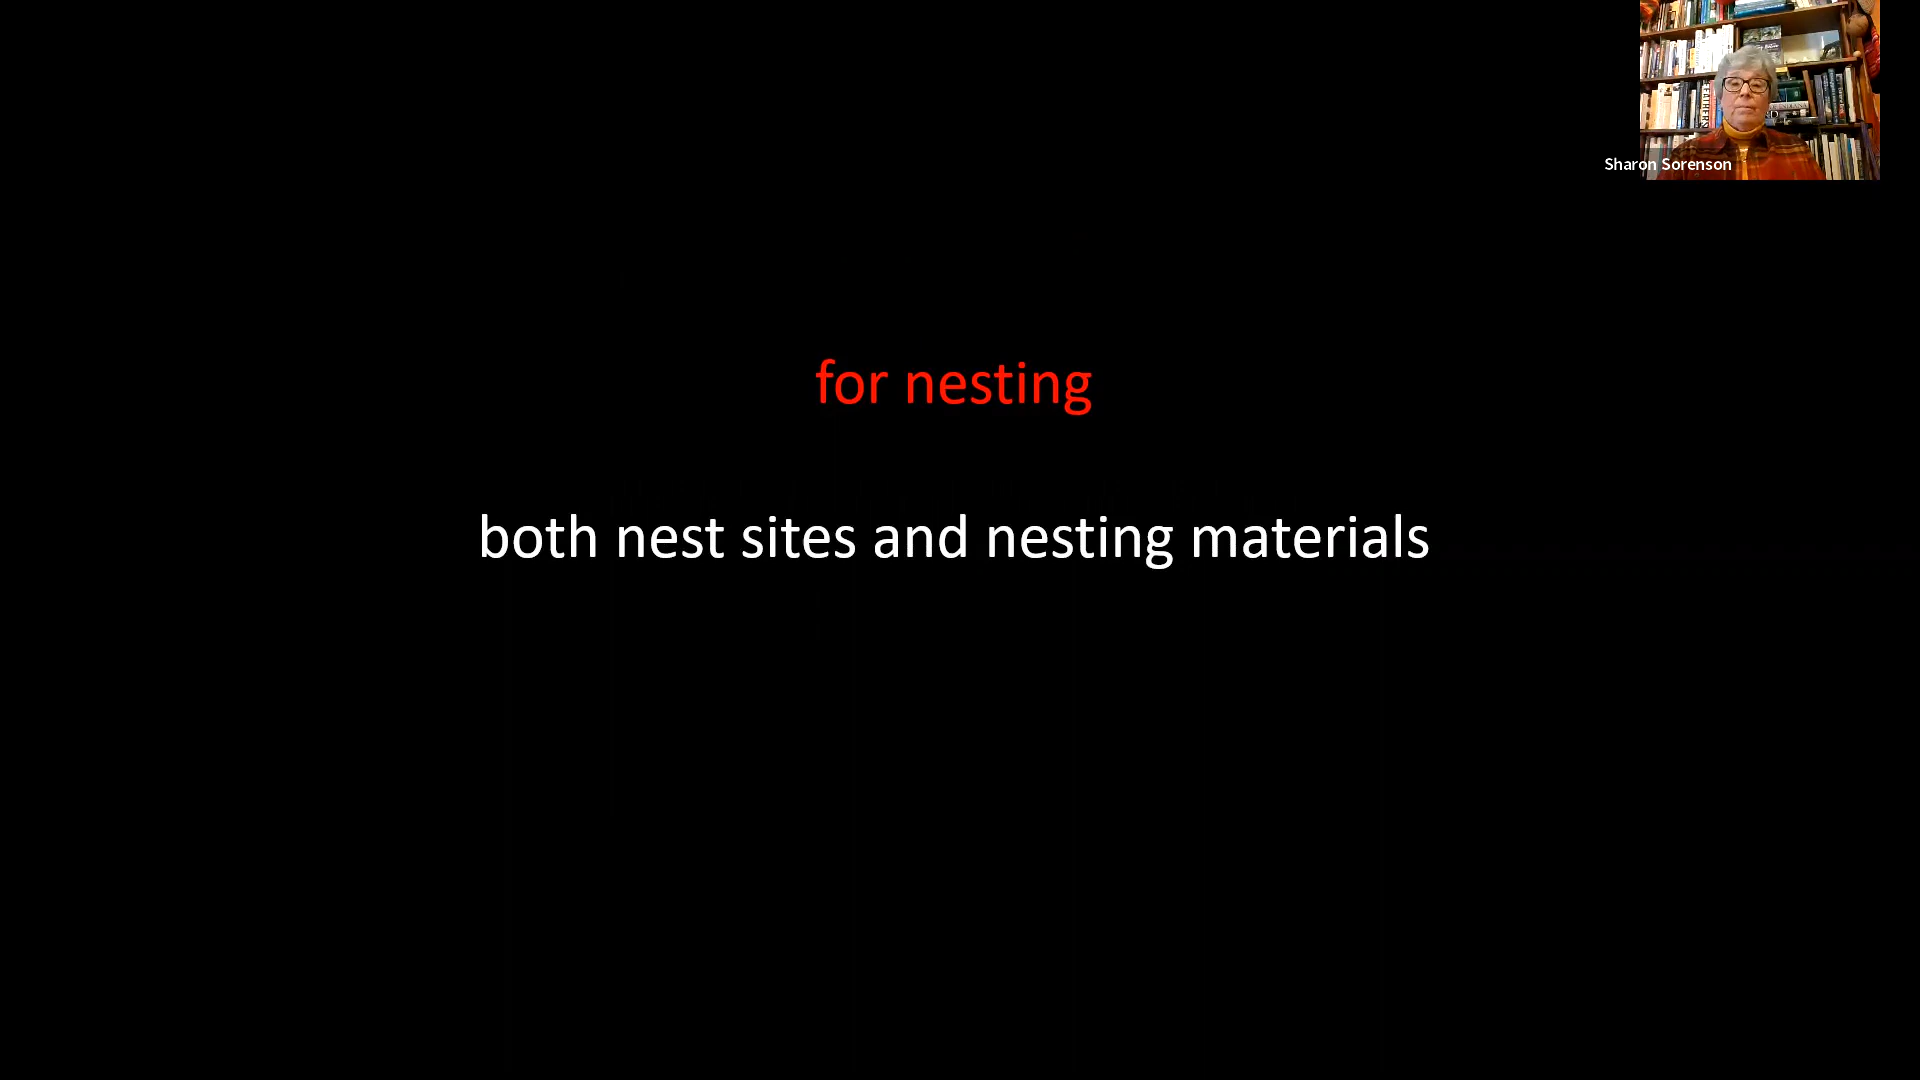 Sharon Sorenson
for nesting
both nest sites and nesting materials